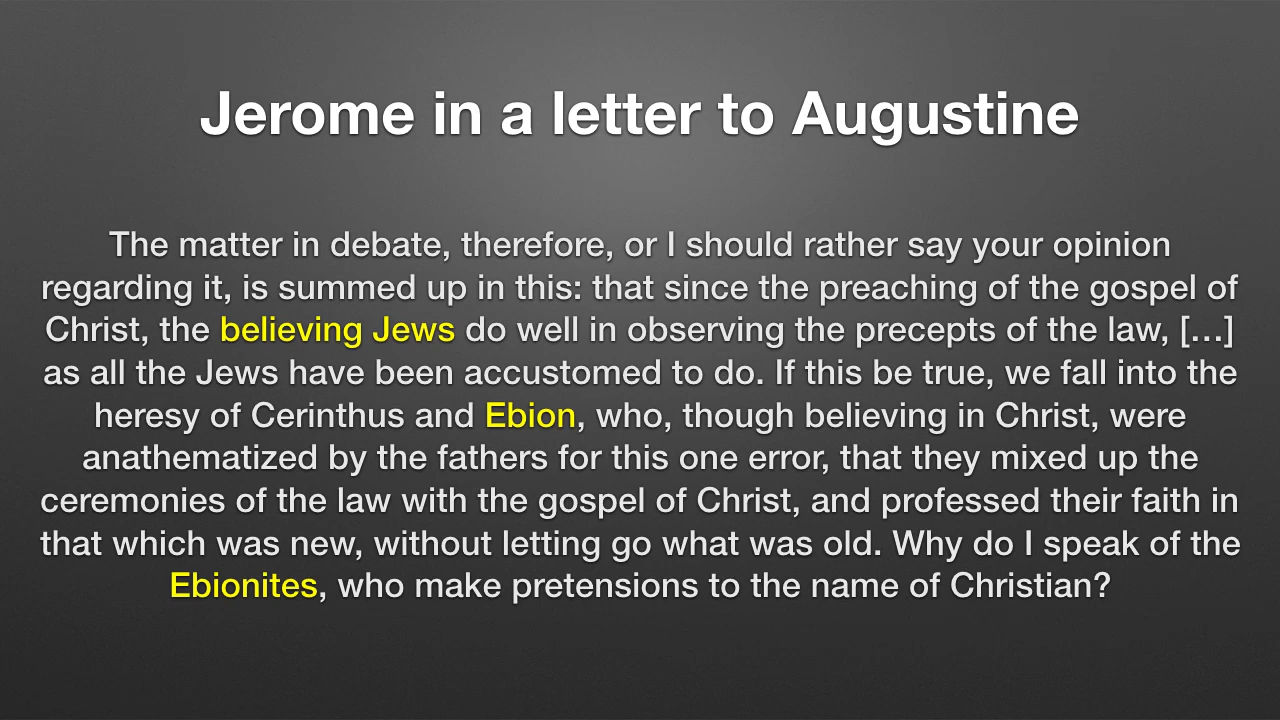 Jerome in a letter to Augustine
The matter in debate, therefore, or I should rather say your opinion
regarding it, is summed up in this: that since the preaching of the gospel of
Christ, the believing Jews do well in observing the precepts of the law, […]
as all the Jews have been accustomed to do. If this be true, we fall into the
heresy of Cerinthus and Ebion, who, though believing in Christ, were
anathematized by the fathers for this one error, that they mixed up the
ceremonies of the law with the gospel of Christ, and professed their faith in
that which was new, without letting go what was old. Why do I speak of the
Ebionites, who make pretensions to the name of Christian?